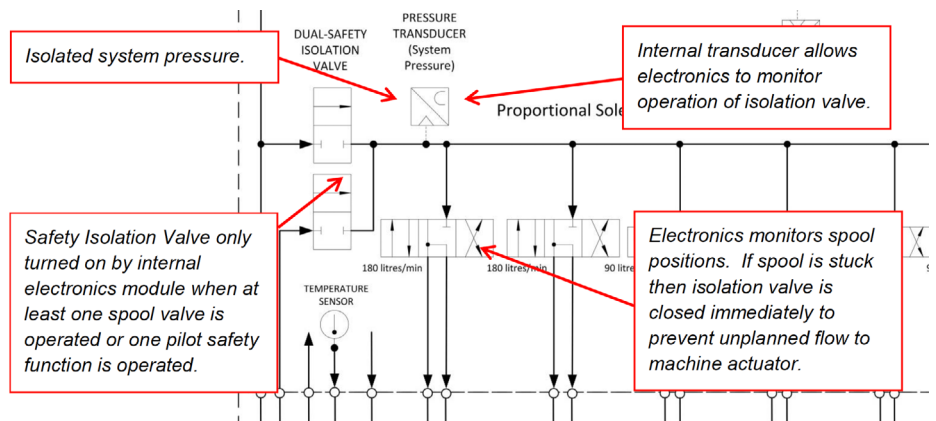 PRESSURE
TRANSDUCER
(System
Pressure)
DUAL-SAFETY
ISOLATION
VALVE
Isolated system pressure.
Internal transducer allows
electronics to monitor
operation of isolation valve.
Proportional
Safety Isolation Valve only
turned on by internal
electronics module when at
least one spool valve is
operated or one pilot safety
function is operated.
Electronics monitors spool
positions. If spool is stuck
then isolation valve is
closed immediately to
prevent unplanned flow to
machine actuator.
180 litres/min
180 litres/min
90
TEMPERATURE
SENSOR